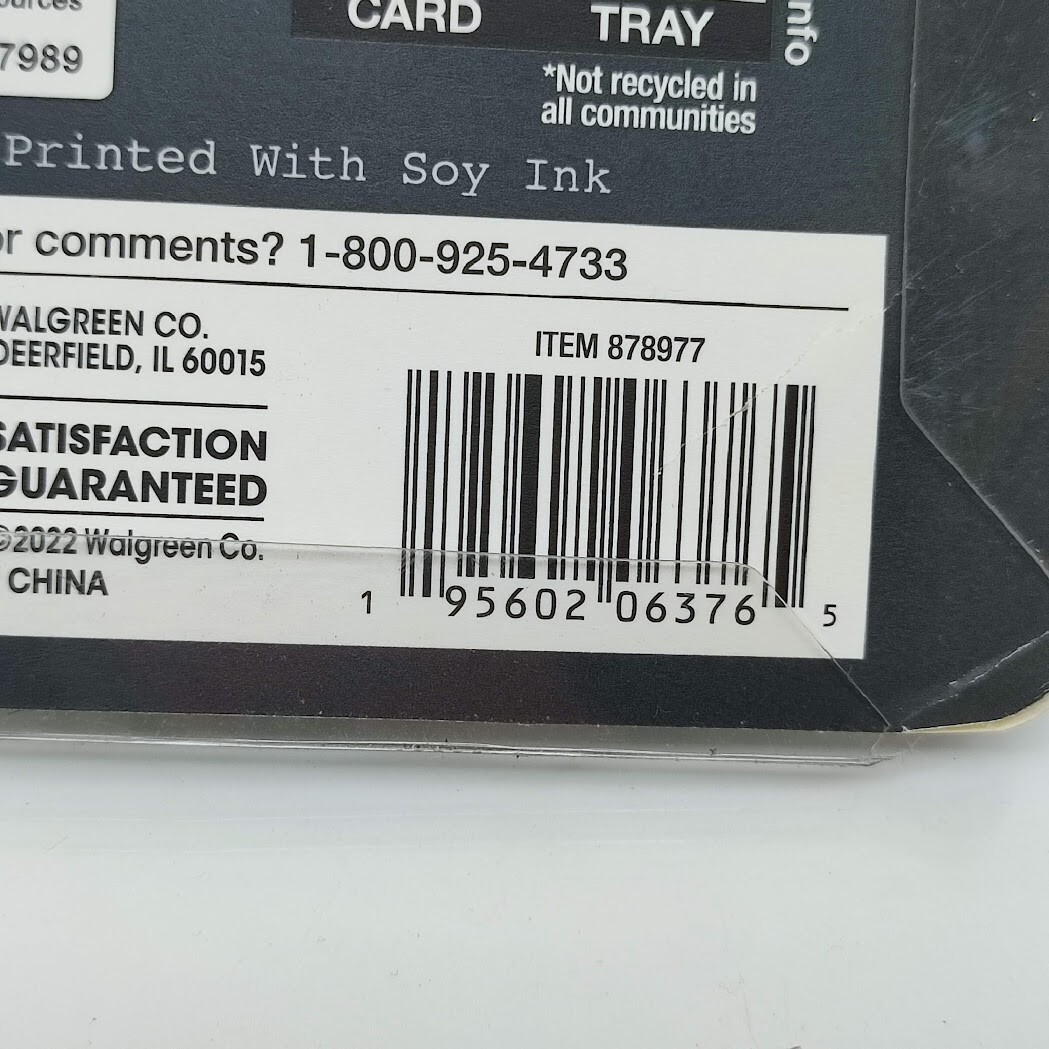 7989
CARD TRAY
nfo
*Not recycled in
all communities
Printed With Soy Ink
or comments? 1-800-925-4733
WALGREEN CO.
DEERFIELD, IL 60015
SATISFACTION
GUARANTEED
©2022 Walgreen Co.
CHINA
ITEM 878977
1 95602 06376 5